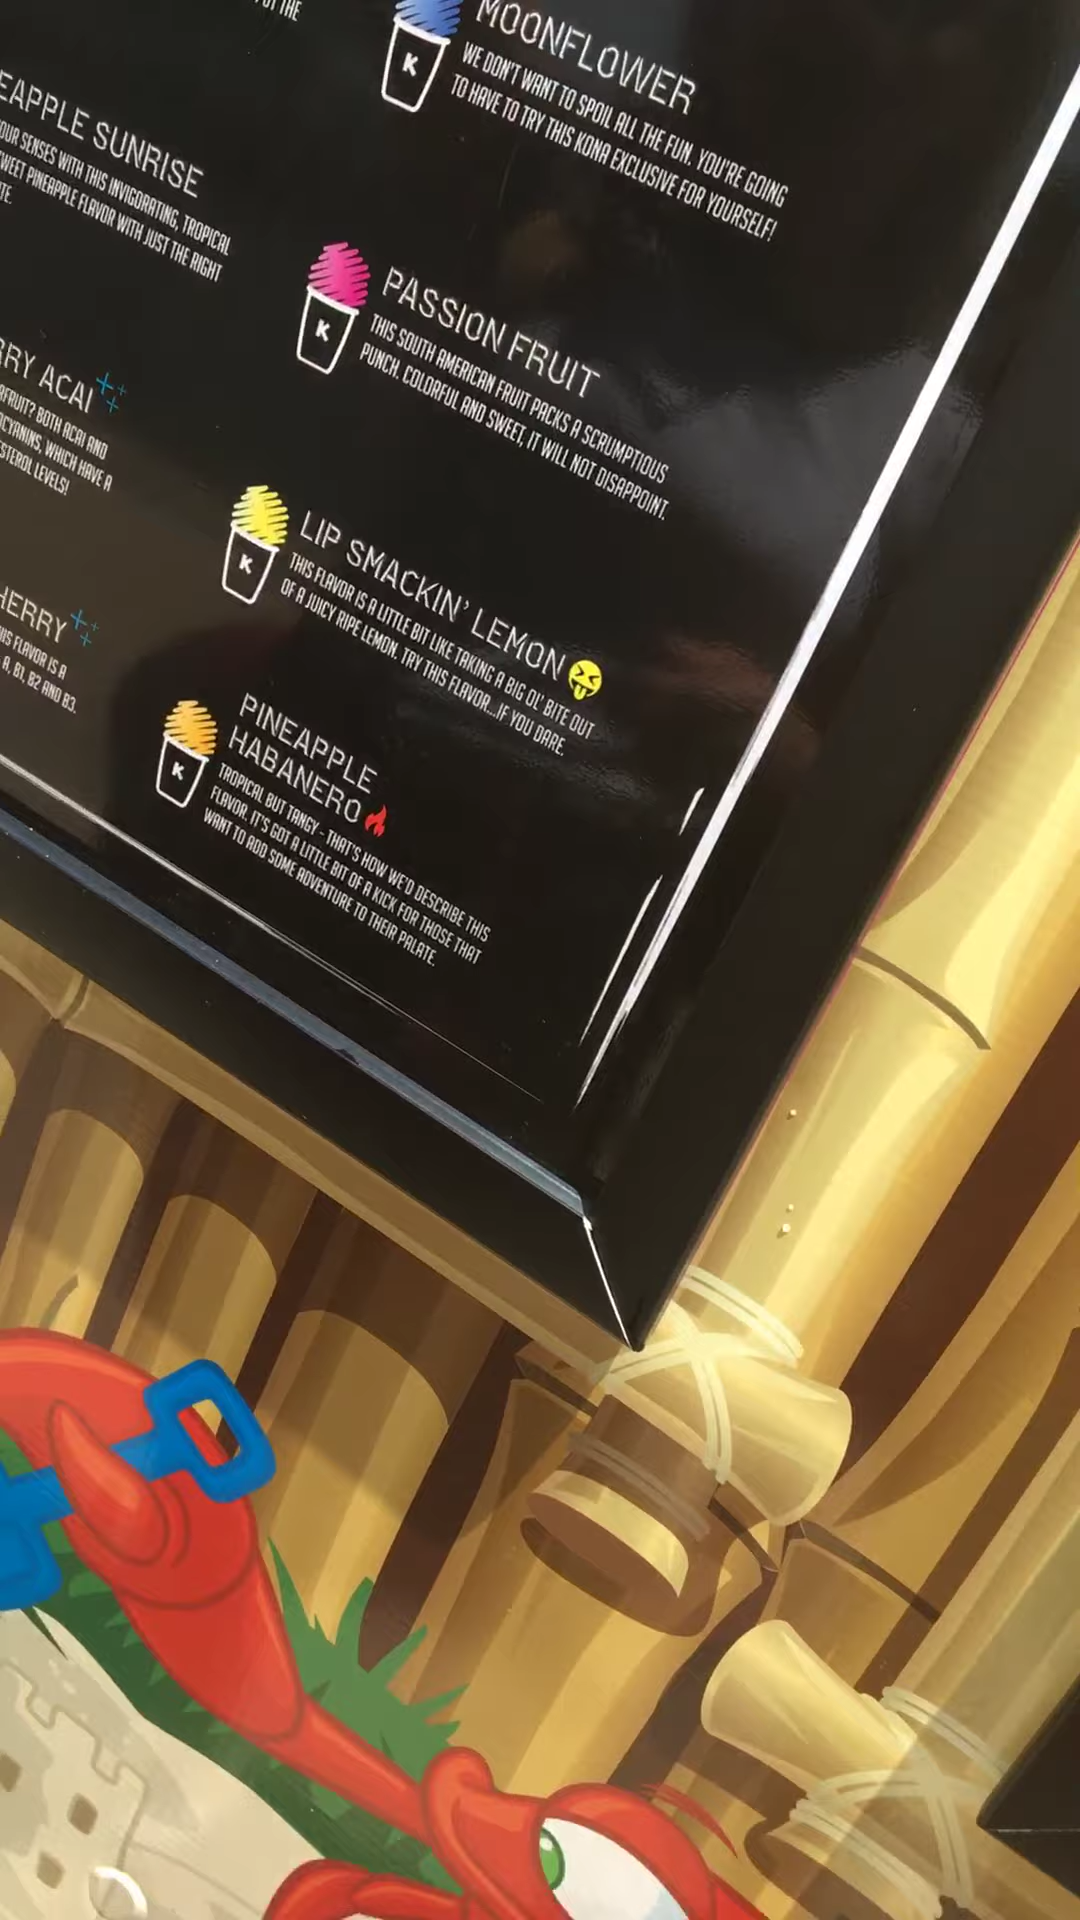 MOONFLOWER
WE DON'T WANT TO SPOIL ALL THE FUN. YOU'RE GOING
TO HAVE TO TRY THIS KONA EXCLUSIVE FOR YOURSELF!
K
PASSION FRUIT
THIS SOUTH AMERICAN FRUIT PACKS A SCRUMPTIOUS
PUNCH. COLORFUL AND SWEET, IT WILL NOT DISAPPOINT.
K
LIP SMACKIN' LEMON
THIS FLAVOR IS A LITTLE BIT LIKE TAKING A BIG OL' BITE OUT
OF A JUICY RIPE LEMON. TRY THIS FLAVOR...IF YOU DARE.
K
PINEAPPLE
HABANERO
TROPICAL BUT TANGY - THAT'S HOW WE'D DESCRIBE THIS
FLAVOR. IT'S GOT A LITTLE BIT OF A KICK FOR THOSE THAT
WANT TO ADD SOME ADVENTURE TO THEIR PALATE.
K
THE
EAPPLE SUNRISE
OUR SENSES WITH THIS INVIGORATING, TROPICAL
WEET PINEAPPLE FLAVOR WITH JUST THE RIGHT
TE.
RRY ACAI
RFRUIT? BOTH ACAI AND
OCYANINS, WHICH HAVE A
STEROL LEVELS!
HERRY
HIS FLAVOR IS A
A, B1, B2 AND B3.